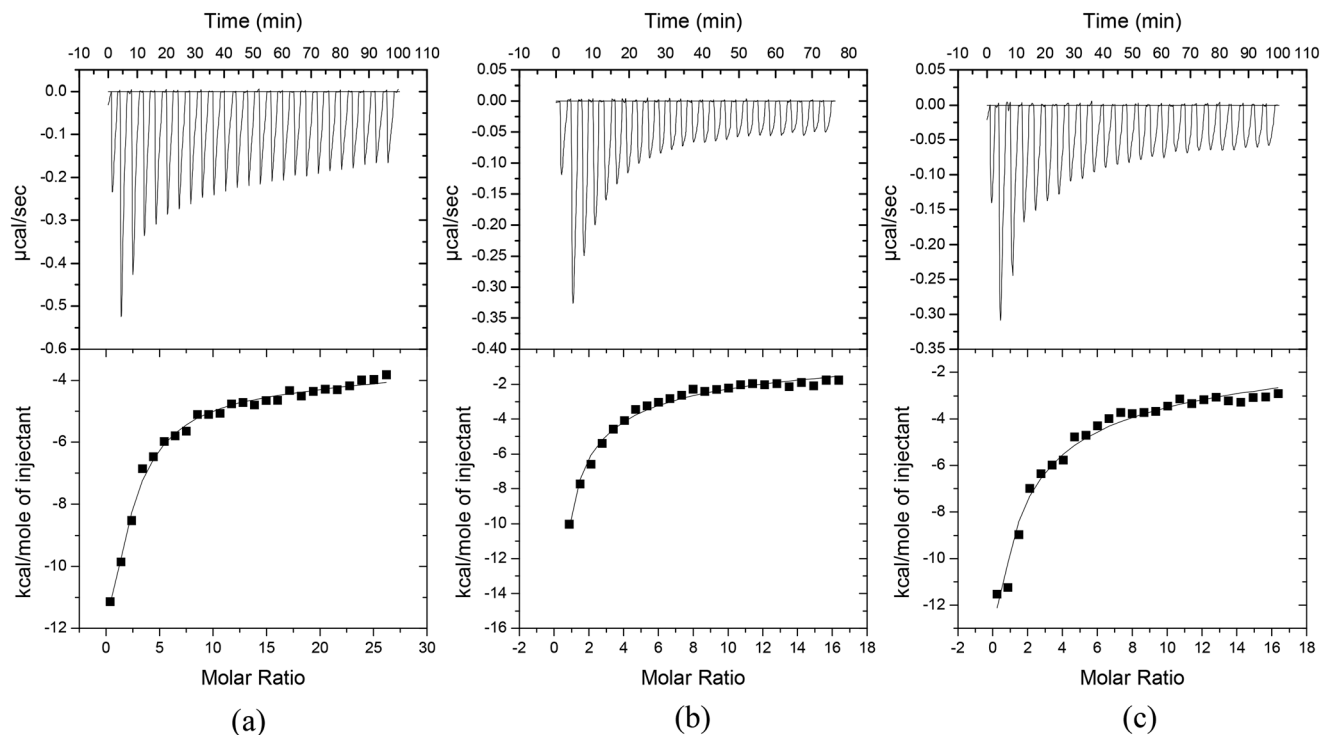 Time (min)
-10 0 10 20 30 40 50 60 70 80 90 100 110
0.0
-0.1
-0.2
-0.3
-0.4
-0.5
-0.6
µcal/sec
-4
-6
-8
-10
-12
kcal/mole of injectant
0 5 10 15 20 25 30
Molar Ratio
(a)
Time (min)
-10 0 10 20 30 40 50 60 70 80
0.05
0.00
-0.05
-0.10
-0.15
-0.20
-0.25
-0.30
-0.35
-0.40
µcal/sec
0
-2
-4
-6
-8
-10
-12
-14
-16
kcal/mole of injectant
-2 0 2 4 6 8 10 12 14 16 18
Molar Ratio
(b)
Time (min)
-10 0 10 20 30 40 50 60 70 80 90 100 110
0.05
0.00
-0.05
-0.10
-0.15
-0.20
-0.25
-0.30
-0.35
µcal/sec
-2
-4
-6
-8
-10
-12
kcal/mole of injectant
-2 0 2 4 6 8 10 12 14 16 18
Molar Ratio
(c)